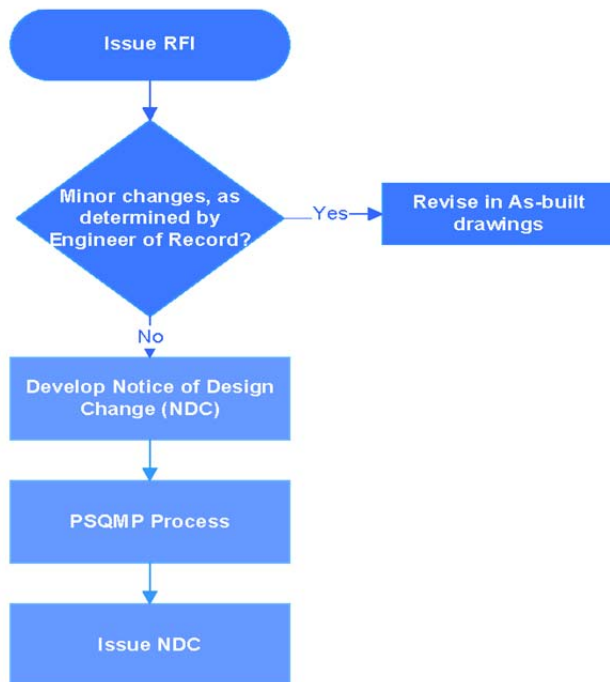 Issue RFI
Minor changes, as
determined by
Engineer of Record?
Yes
Revise in As-built
drawings
No
Develop Notice of Design
Change (NDC)
PSQMP Process
Issue NDC